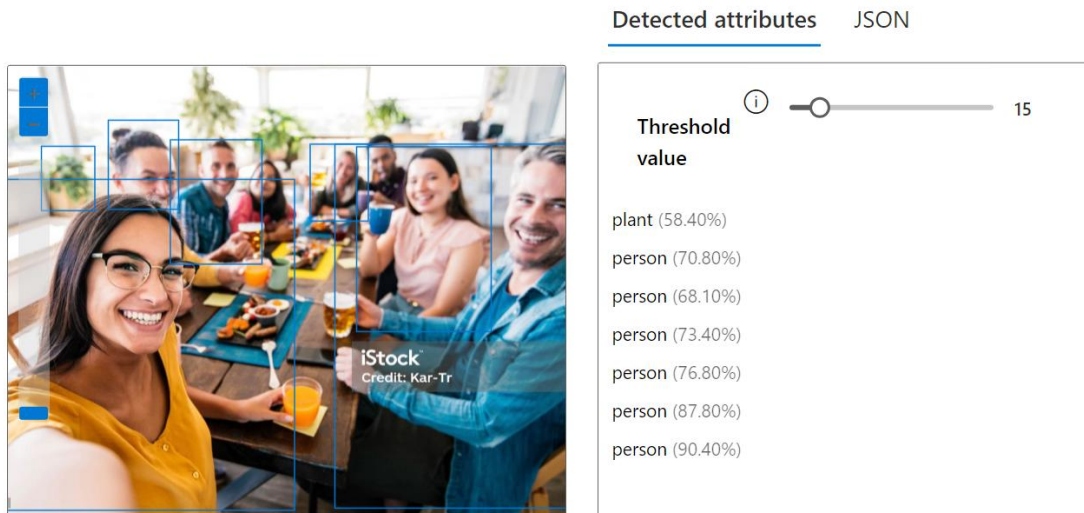 Detected attributes JSON
Threshold value
15
plant (58.40%)
person (70.80%)
person (68.10%)
person (73.40%)
person (76.80%)
person (87.80%)
person (90.40%)
iStock
Credit: Kar-Tr